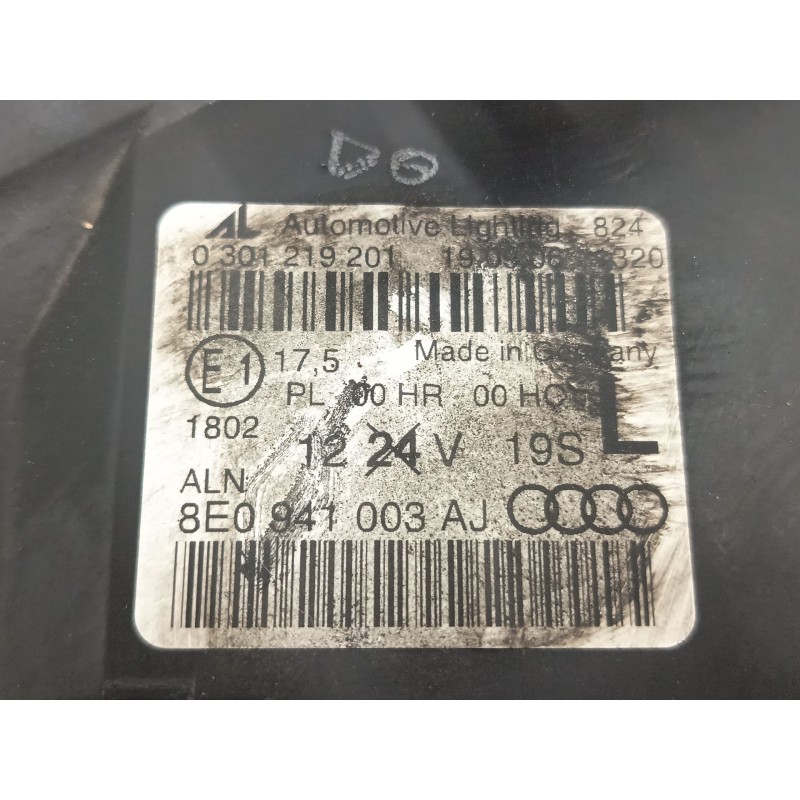 AL Automotive Lighting 824
0 301 219 201
E1 17,5 Made in Germany
PL 00 HR 00 HC
1802 L
12 24 V 19S
ALN
8E0 941 003 AJ